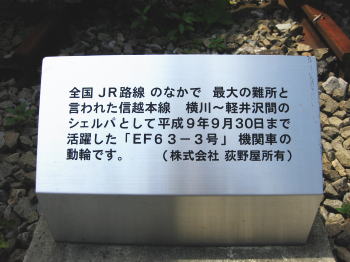 全国 JR路線 のなかで 最大の難所と
言われた信越本線 横川～軽井沢間の
シェルパとして平成9年9月30日まで
活躍した「EF63－3号」機関車の
動輪です。 （株式会社 荻野屋所有）